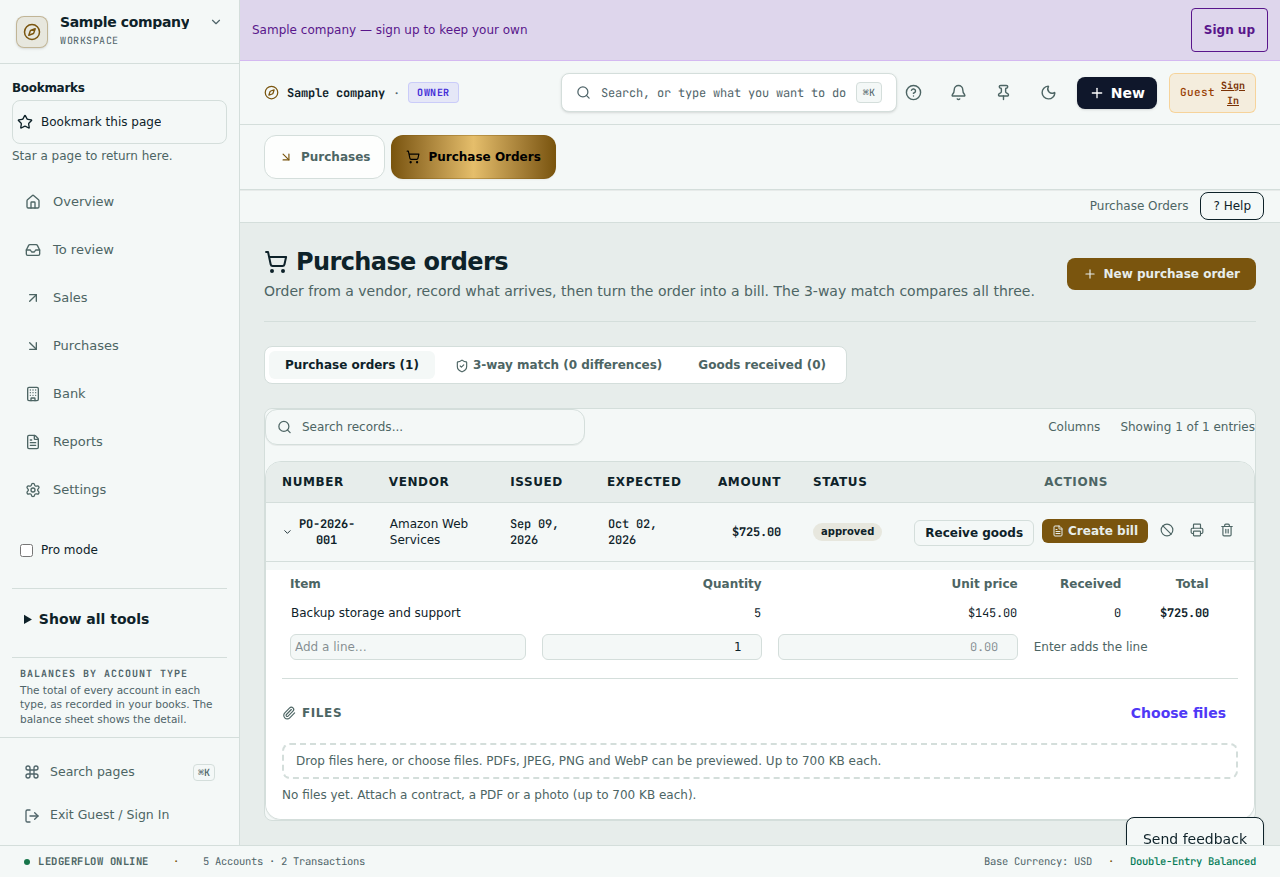 Sample company
WORKSPACE
Bookmarks
Bookmark this page
Star a page to return here.
Overview
To review
Sales
Purchases
Bank
Reports
Settings
Pro mode
Show all tools
BALANCES BY ACCOUNT TYPE
The total of every account in each
type, as recorded in your books. The
balance sheet shows the detail.
Search pages ⌘K
Exit Guest / Sign In
Sample company — sign up to keep your own
Sign up
Sample company · OWNER
Search, or type what you want to do ⌘K
New
Guest Sign
In
Purchases
Purchase Orders
Purchase Orders
? Help
Purchase orders
Order from a vendor, record what arrives, then turn the order into a bill. The 3-way match compares all three.
New purchase order
Purchase orders (1)
3-way match (0 differences)
Goods received (0)
Search records...
Columns
Showing 1 of 1 entries
NUMBER VENDOR ISSUED EXPECTED AMOUNT STATUS ACTIONS
PO-2026-
001
Amazon Web
Services
Sep 09,
2026
Oct 02,
2026
$725.00
approved
Receive goods
Create bill
Item Quantity Unit price Received Total
Backup storage and support 5 $145.00 0 $725.00
Add a line... 1 0.00 Enter adds the line
FILES
Choose files
Drop files here, or choose files. PDFs, JPEG, PNG and WebP can be previewed. Up to 700 KB each.
No files yet. Attach a contract, a PDF or a photo (up to 700 KB each).
Send feedback
LEDGERFLOW ONLINE · 5 Accounts · 2 Transactions
Base Currency: USD · Double-Entry Balanced